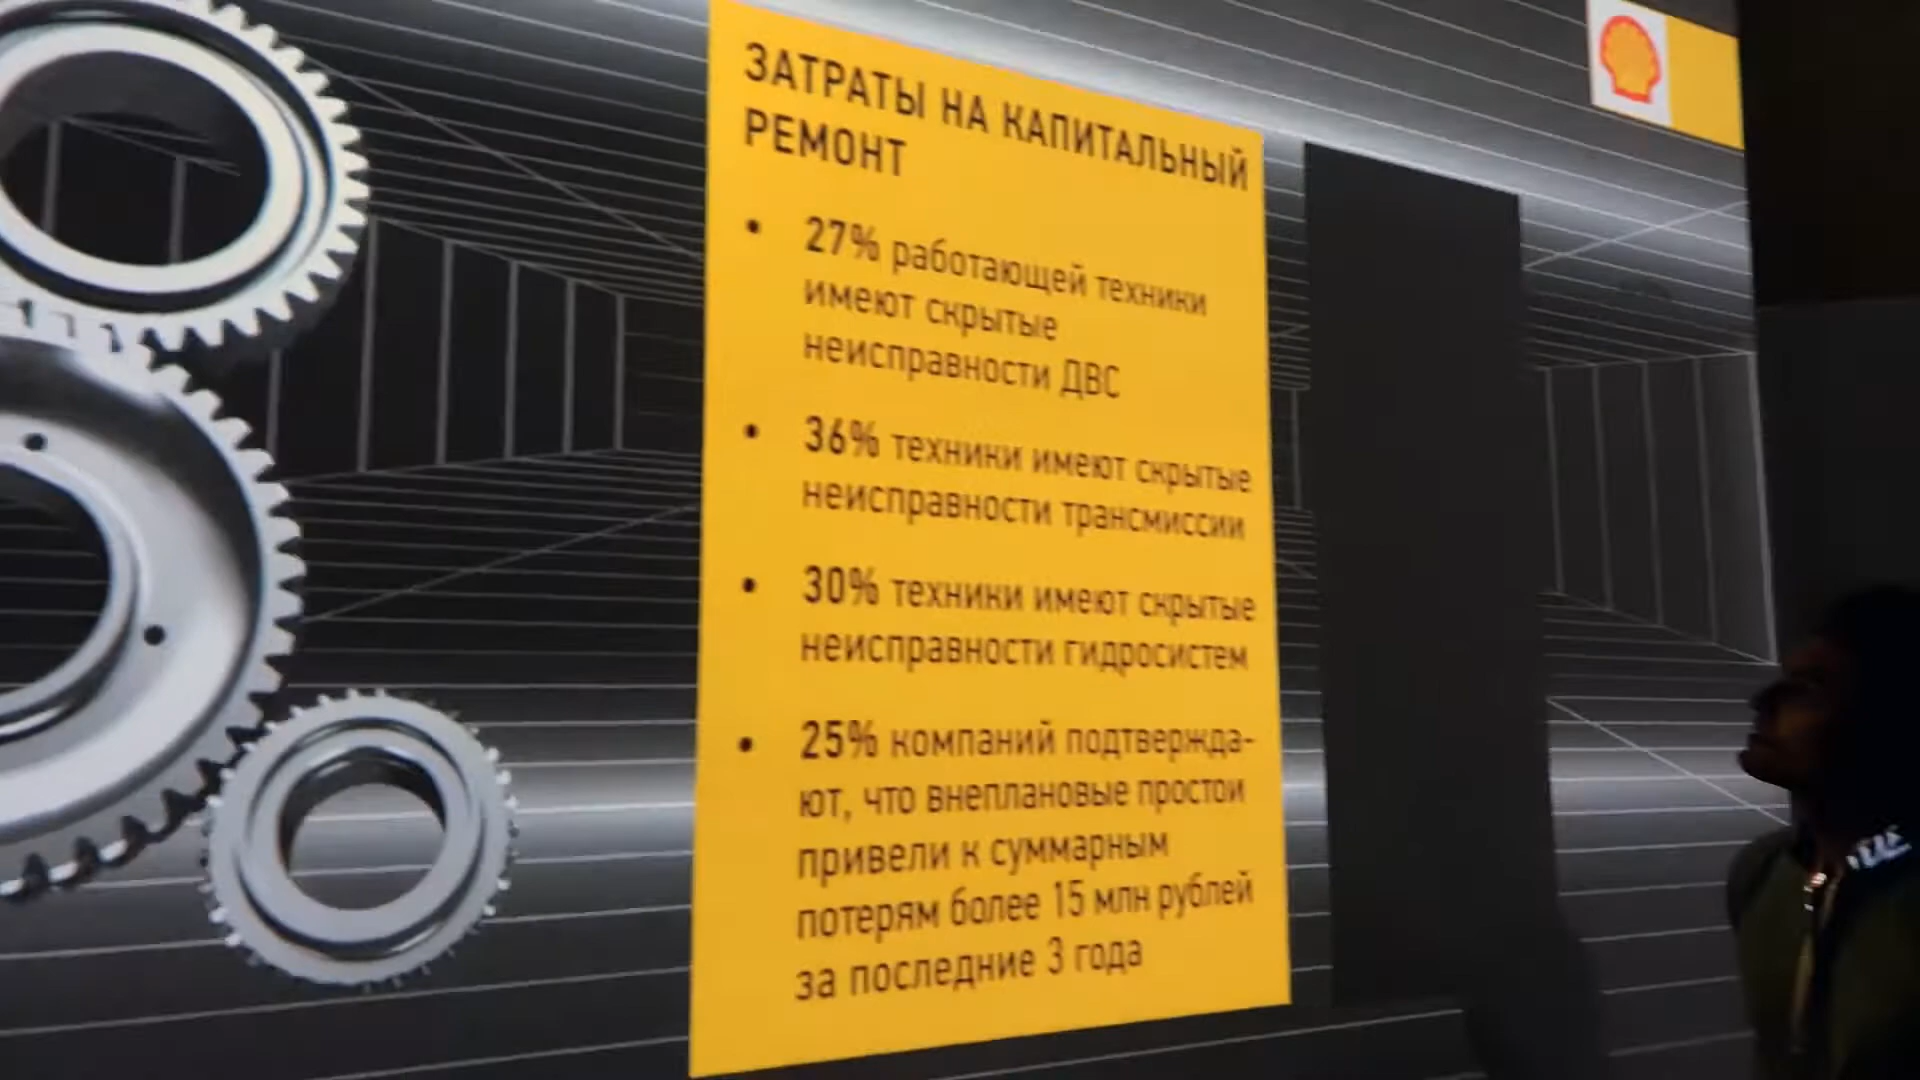 ЗАТРАТЫ НА КАПИТАЛЬНЫЙ
РЕМОНТ
• 27% работающей техники
имеют скрытые
неисправности ДВС
• 36% техники имеют скрытые
неисправности трансмиссии
• 30% техники имеют скрытые
неисправности гидросистем
• 25% компаний подтвержда-
ют, что внеплановые простои
привели к суммарным
потерям более 15 млн рублей
за последние 3 года